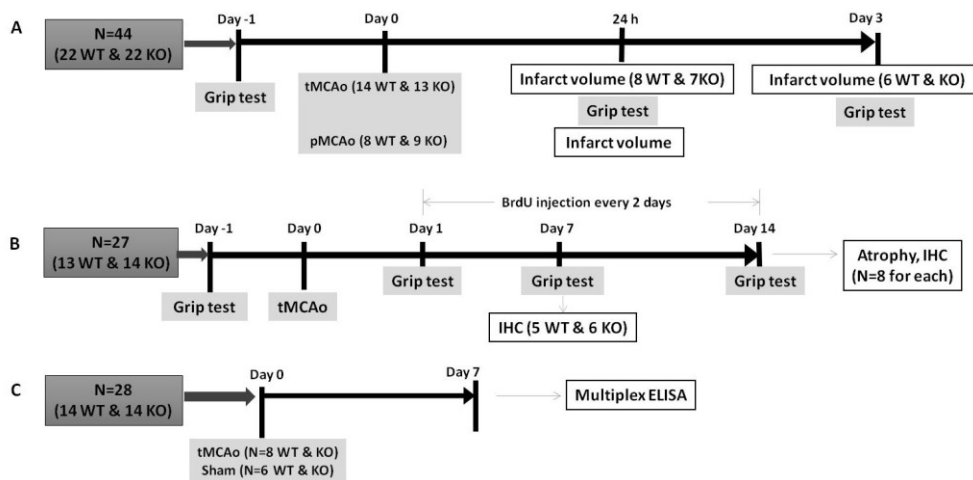 A
N=44
(22 WT & 22 KO)
Day -1
Day 0
24 h
Day 3
Grip test
tMCAo (14 WT & 13 KO)
pMCAo (8 WT & 9 KO)
Infarct volume (8 WT & 7KO)
Grip test
Infarct volume
Infarct volume (6 WT & KO)
Grip test
BrdU injection every 2 days
B
N=27
(13 WT & 14 KO)
Day -1
Day 0
Day 1
Day 7
Day 14
Grip test
tMCAo
Grip test
Grip test
Grip test
IHC (5 WT & 6 KO)
Atrophy, IHC
(N=8 for each)
C
N=28
(14 WT & 14 KO)
Day 0
Day 7
Multiplex ELISA
tMCAo (N=8 WT & KO)
Sham (N=6 WT & KO)